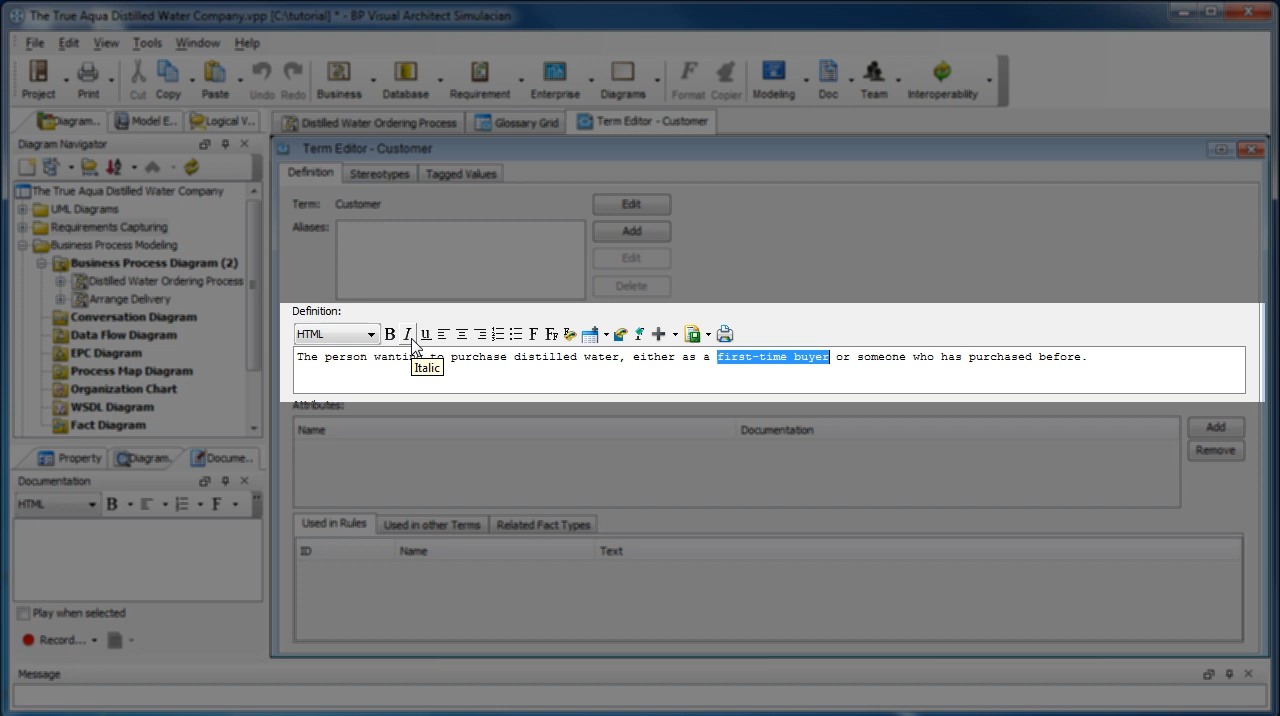 The True Aqua Distilled Water Company.vpp [C:\tutorial] * - BP Visual Architect Simulacian
File Edit View Tools Window Help
Project Print Cut Copy Paste Undo Redo Business Database Requirement Enterprise Diagrams Format Copier Modeling Doc Team Interoperability
Diagram.. Model E.. Logical V.. Distilled Water Ordering Process Glossary Grid Term Editor - Customer
Diagram Navigator
The True Aqua Distilled Water Company
UML Diagrams
Requirements Capturing
Business Process Modeling
Business Process Diagram (2)
Distilled Water Ordering Process
Arrange Delivery
Conversation Diagram
Data Flow Diagram
EPC Diagram
Process Map Diagram
Organization Chart
WSDL Diagram
Fact Diagram
Property Diagram.. Docume..
Documentation
HTML B F
Play when selected
Record...
Term Editor - Customer
Definition Stereotypes Tagged Values
Term: Customer Edit
Aliases: Add
Edit
Delete
Definition:
HTML B I U F FF
The person wanting to purchase distilled water, either as a first-time buyer or someone who has purchased before.
Italic
Attributes:
Name Documentation Add
Remove
Used in Rules Used in other Terms Related Fact Types
ID Name Text
Message